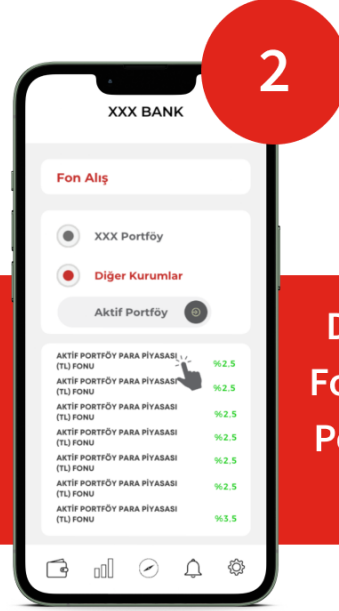 2
XXX BANK
Fon Alış
XXX Portföy
Diğer Kurumlar
Aktif Portföy
AKTİF PORTFÖY PARA PİYASASI
(TL) FONU
%2.5
AKTİF PORTFÖY PARA PİYASASI
(TL) FONU
%2.5
AKTİF PORTFÖY PARA PİYASASI
(TL) FONU
%2.5
AKTİF PORTFÖY PARA PİYASASI
(TL) FONU
%2.5
AKTİF PORTFÖY PARA PİYASASI
(TL) FONU
%2.5
AKTİF PORTFÖY PARA PİYASASI
(TL) FONU
%2.5
AKTİF PORTFÖY PARA PİYASASI
(TL) FONU
%3.5